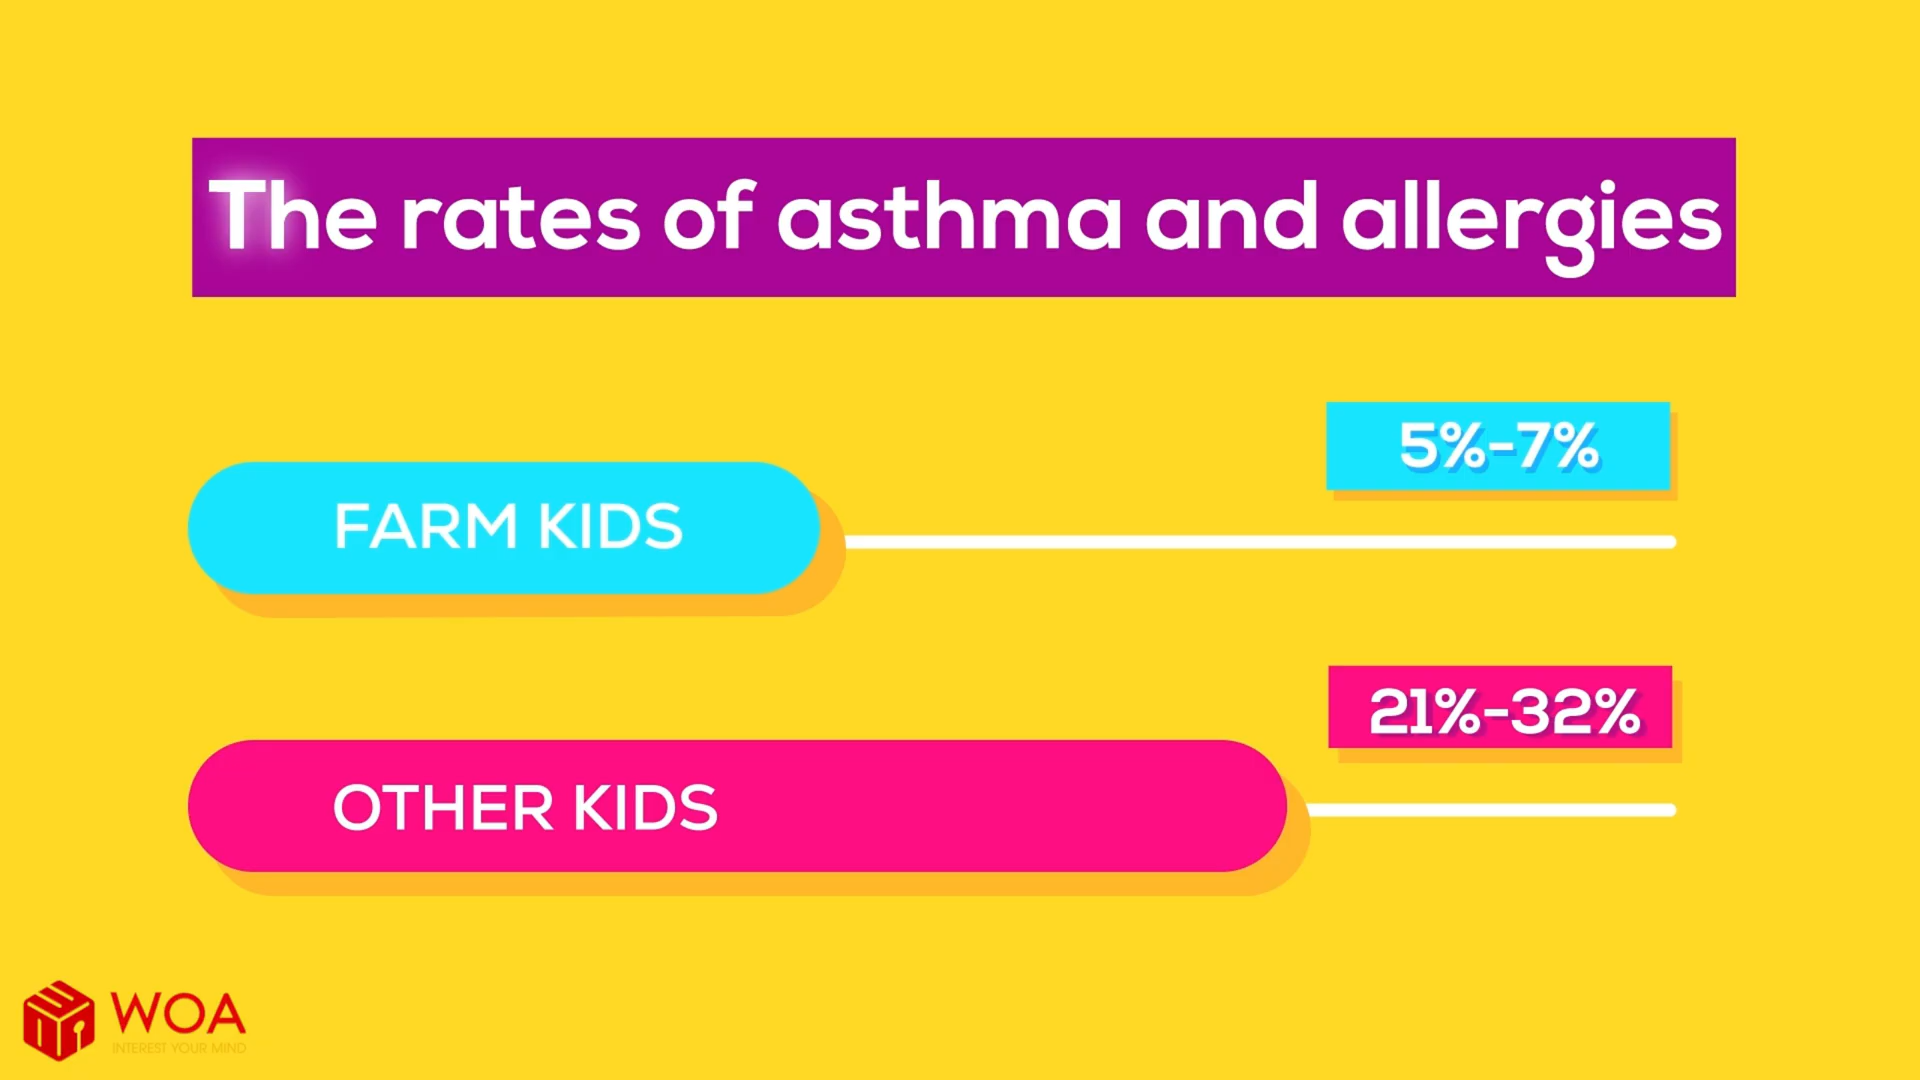 The rates of asthma and allergies
5%-7%
FARM KIDS
21%-32%
OTHER KIDS
WOA
INTEREST YOUR MIND